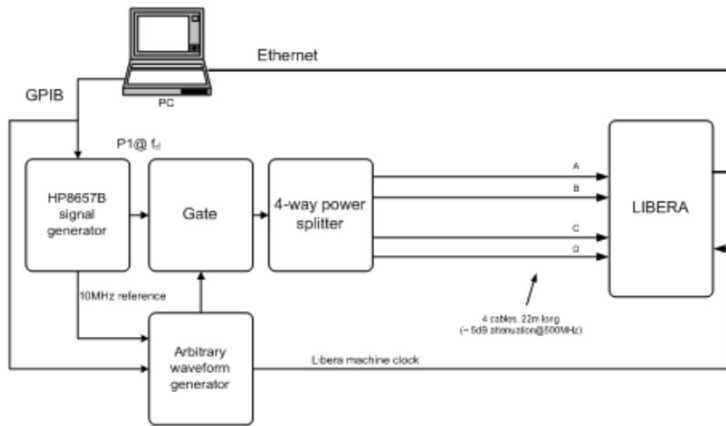 Ethernet
GPIB
PC
P1@ f
HP8657B
signal
generator
Gate
4-way power
splitter
A
B
C
D
LIBERA
10MHz reference
4 cables, 22m long
(~ 5dB attenuation@500MHz)
Arbitrary
waveform
generator
Libera machine clock